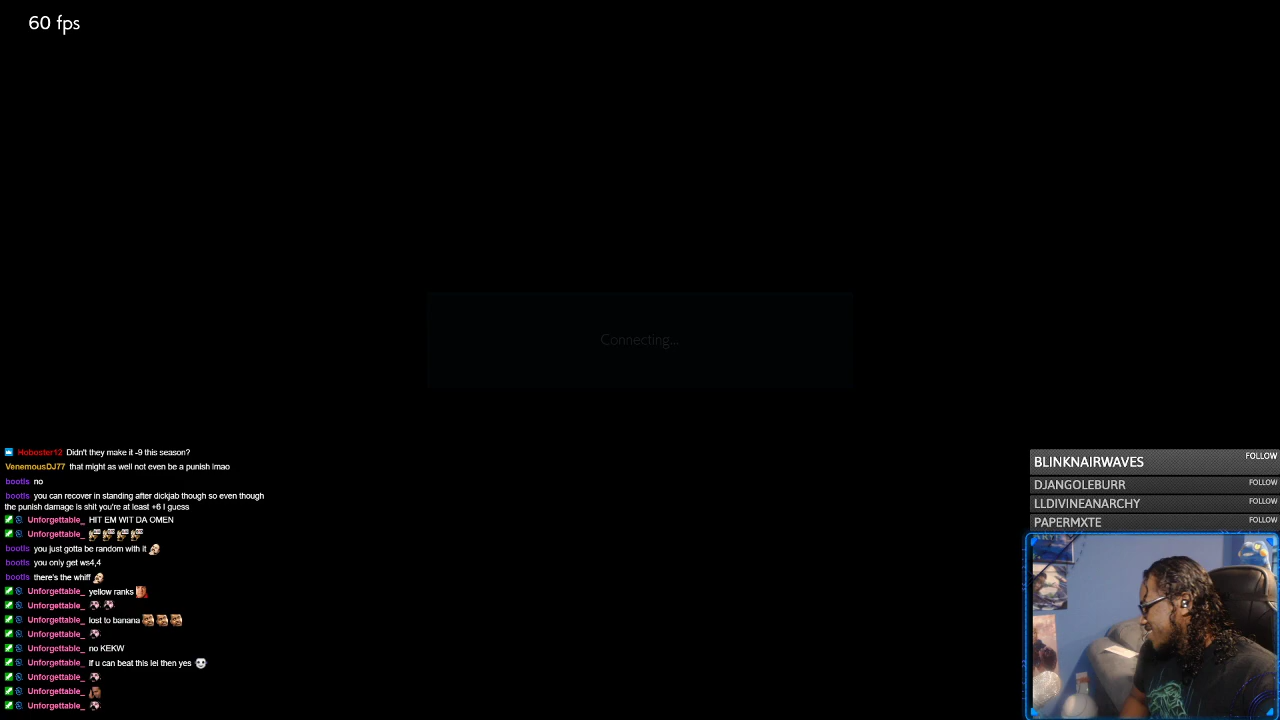 60 fps
Connecting...
Hoboster12 Didn't they make it -9 this season?
VenemousDJ77 that might as well not even be a punish lmao
bootis no
bootis you can recover in standing after dickjab though so even though
the punish damage is shit you're at least +6 I guess
Unforgettable_ HIT EM WIT DA OMEN
Unforgettable_
bootis you just gotta be random with it
bootis you only get ws4,4
bootis there's the whiff
Unforgettable_ yellow ranks
Unforgettable_
Unforgettable_ lost to banana
Unforgettable_
Unforgettable_ no KEKW
Unforgettable_ If u can beat this lei then yes
Unforgettable_
Unforgettable_
Unforgettable_
BLINKNAIRWAVES FOLLOW
DJANGOLEBURR FOLLOW
LLDIVINEANARCHY FOLLOW
PAPERMXTE FOLLOW